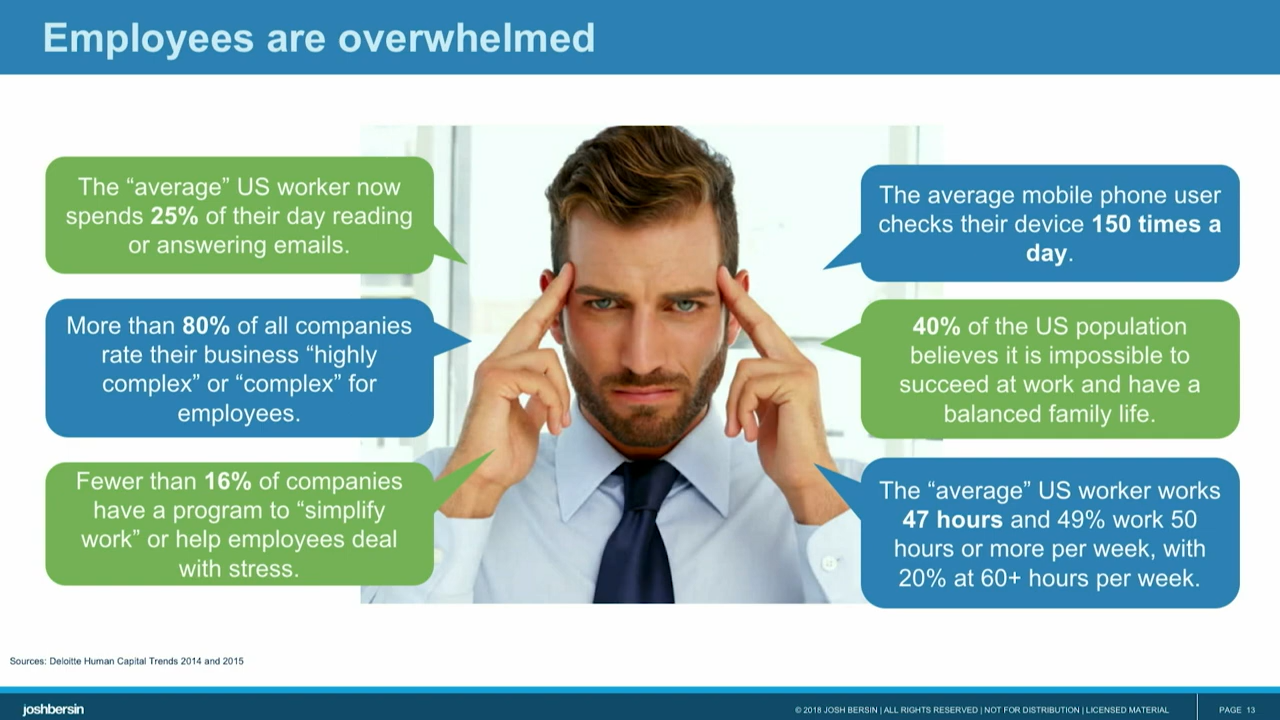 Employees are overwhelmed
The “average” US worker now
spends 25% of their day reading
or answering emails.
More than 80% of all companies
rate their business “highly
complex” or “complex” for
employees.
Fewer than 16% of companies
have a program to “simplify
work” or help employees deal
with stress.
The average mobile phone user
checks their device 150 times a
day.
40% of the US population
believes it is impossible to
succeed at work and have a
balanced family life.
The “average” US worker works
47 hours and 49% work 50
hours or more per week, with
20% at 60+ hours per week.
Sources: Deloitte Human Capital Trends 2014 and 2015
joshbersin
© 2018 JOSH BERSIN | ALL RIGHTS RESERVED | NOT FOR DISTRIBUTION | LICENSED MATERIAL
PAGE 13